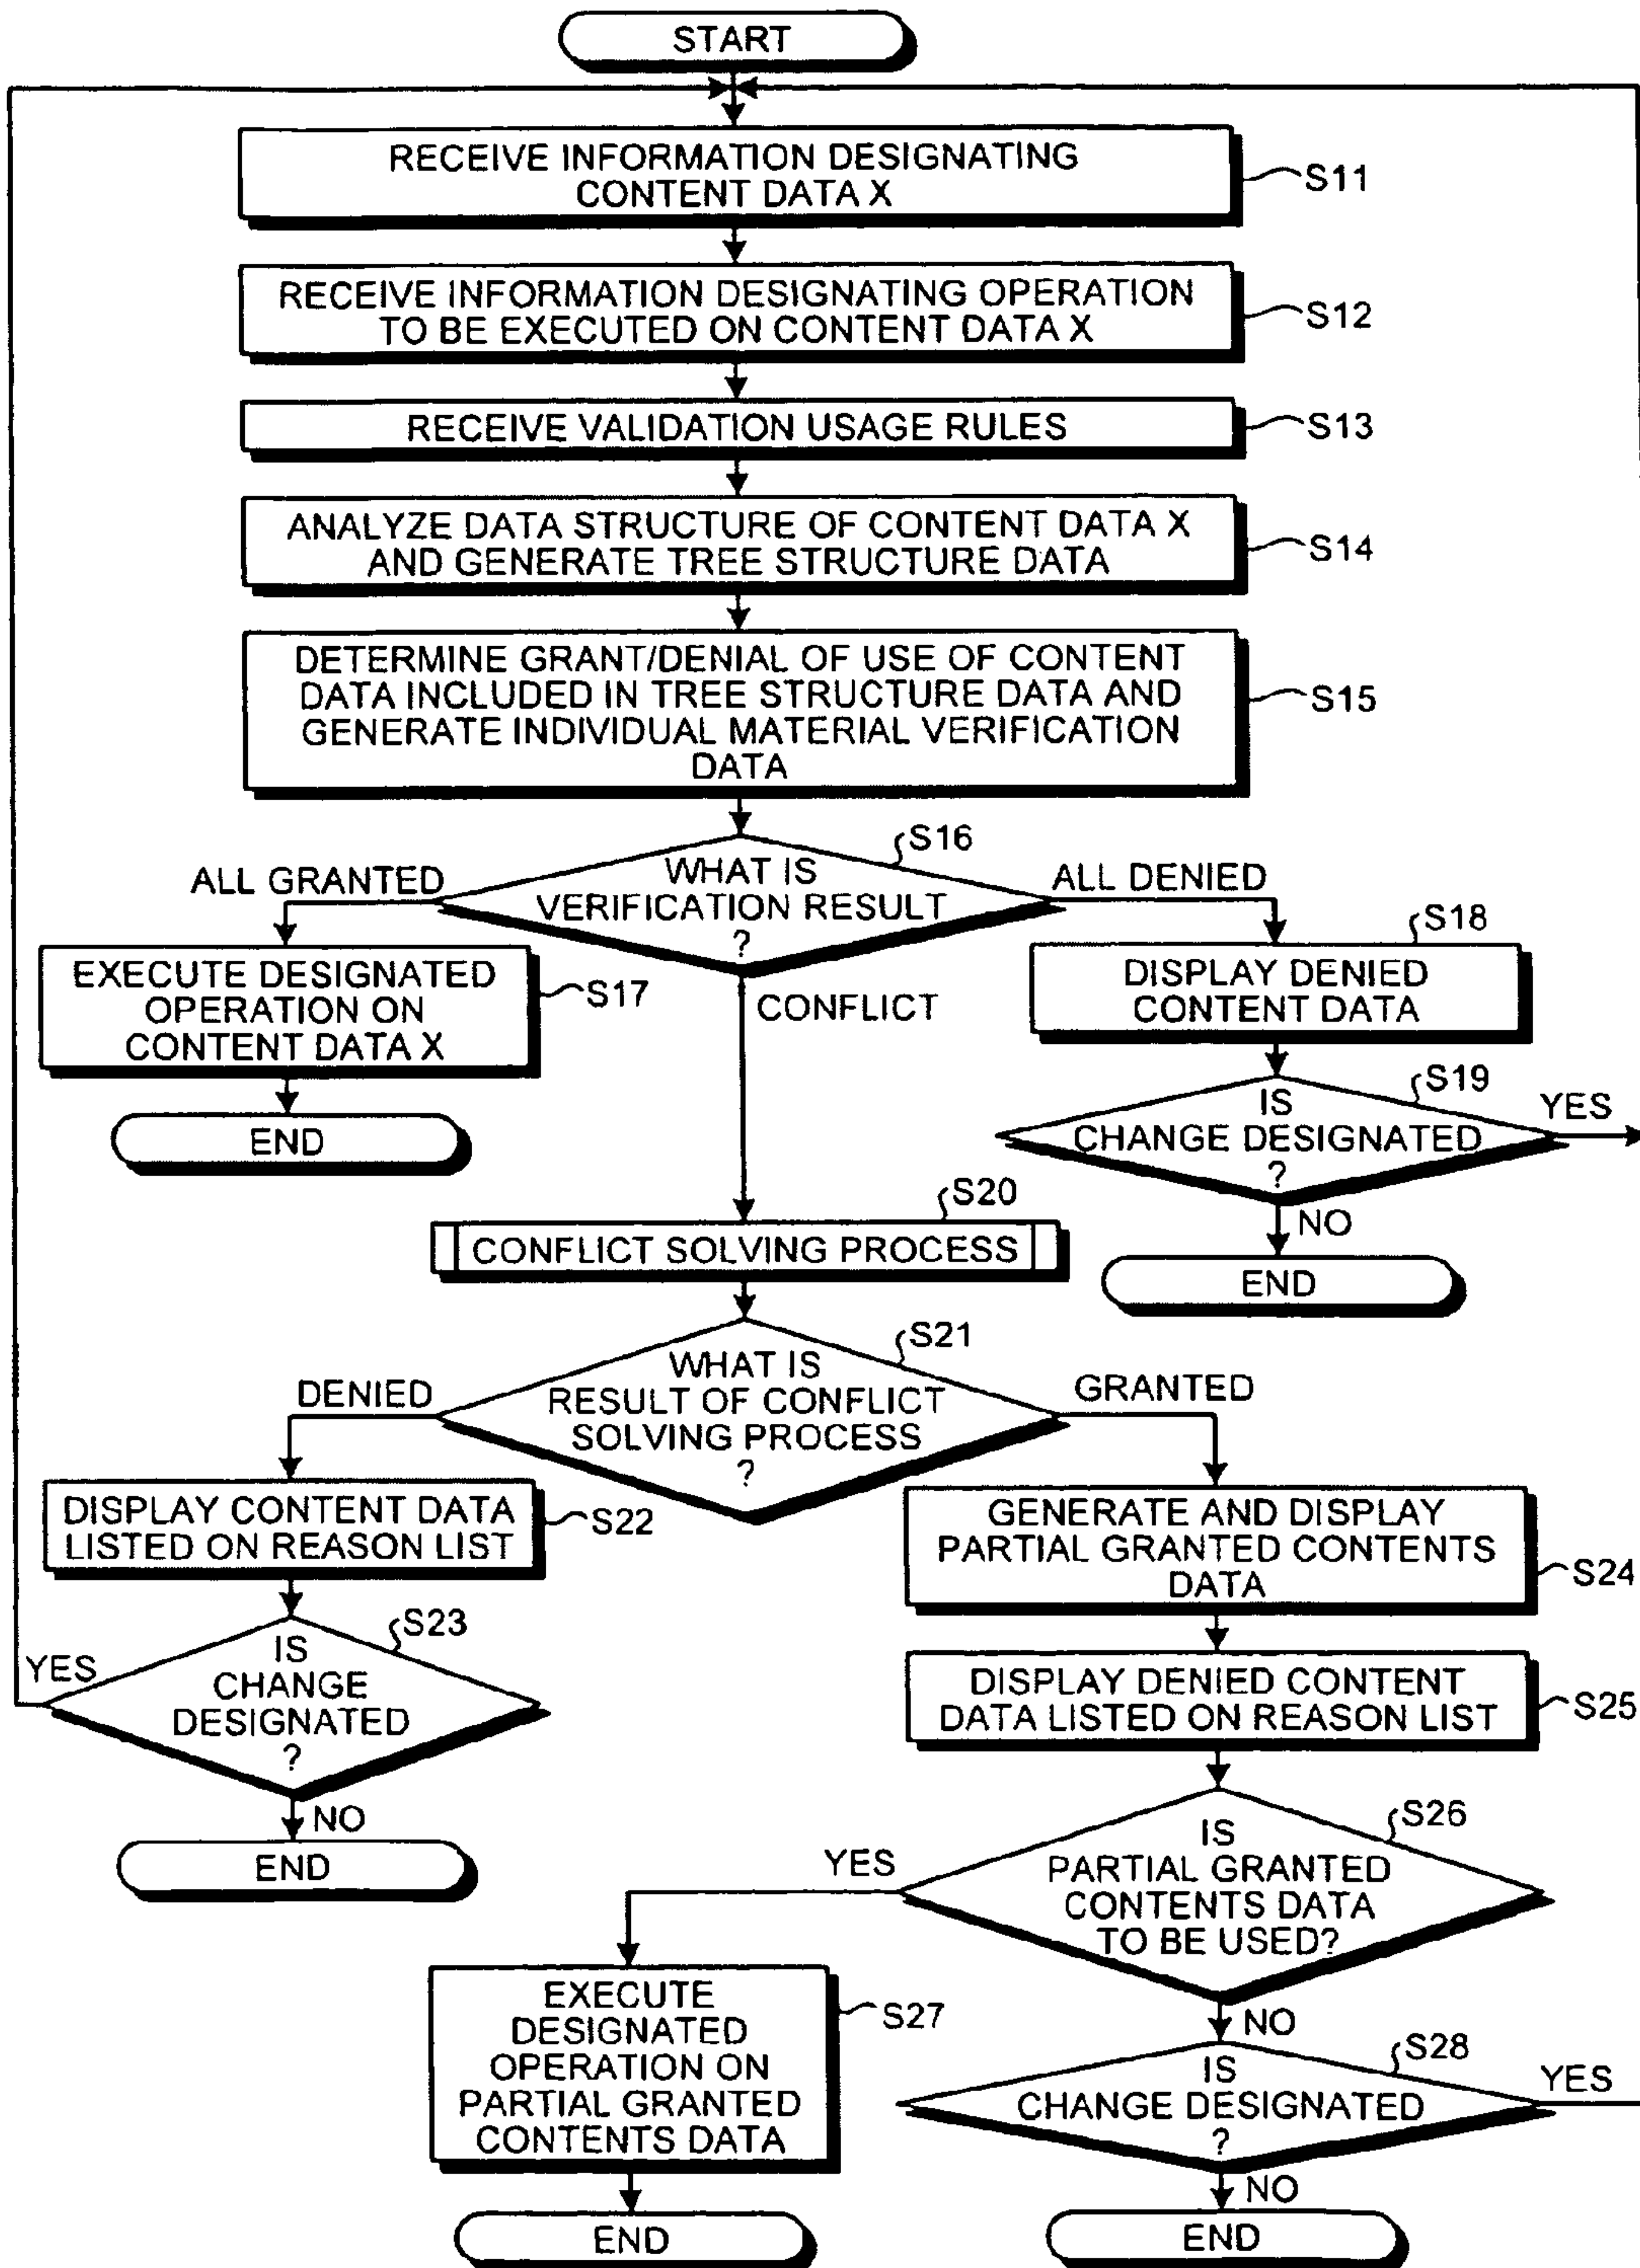 START
RECEIVE INFORMATION DESIGNATING
CONTENT DATA X
S11
RECEIVE INFORMATION DESIGNATING OPERATION
TO BE EXECUTED ON CONTENT DATA X
S12
RECEIVE VALIDATION USAGE RULES
S13
ANALYZE DATA STRUCTURE OF CONTENT DATA X
AND GENERATE TREE STRUCTURE DATA
S14
DETERMINE GRANT/DENIAL OF USE OF CONTENT
DATA INCLUDED IN TREE STRUCTURE DATA AND
GENERATE INDIVIDUAL MATERIAL VERIFICATION
DATA
S15
S16
WHAT IS
VERIFICATION RESULT
?
ALL GRANTED
ALL DENIED
CONFLICT
EXECUTE DESIGNATED
OPERATION ON
CONTENT DATA X
S17
END
S18
DISPLAY DENIED
CONTENT DATA
S19
IS
CHANGE DESIGNATED
?
YES
NO
END
S20
CONFLICT SOLVING PROCESS
S21
WHAT IS
RESULT OF CONFLICT
SOLVING PROCESS
?
DENIED
GRANTED
DISPLAY CONTENT DATA
LISTED ON REASON LIST
S22
S23
IS
CHANGE
DESIGNATED
?
YES
NO
END
GENERATE AND DISPLAY
PARTIAL GRANTED CONTENTS
DATA
S24
DISPLAY DENIED CONTENT
DATA LISTED ON REASON LIST
S25
S26
IS
PARTIAL GRANTED
CONTENTS DATA
TO BE USED?
YES
NO
EXECUTE
DESIGNATED
OPERATION ON
PARTIAL GRANTED
CONTENTS DATA
S27
END
S28
IS
CHANGE DESIGNATED
?
YES
NO
END